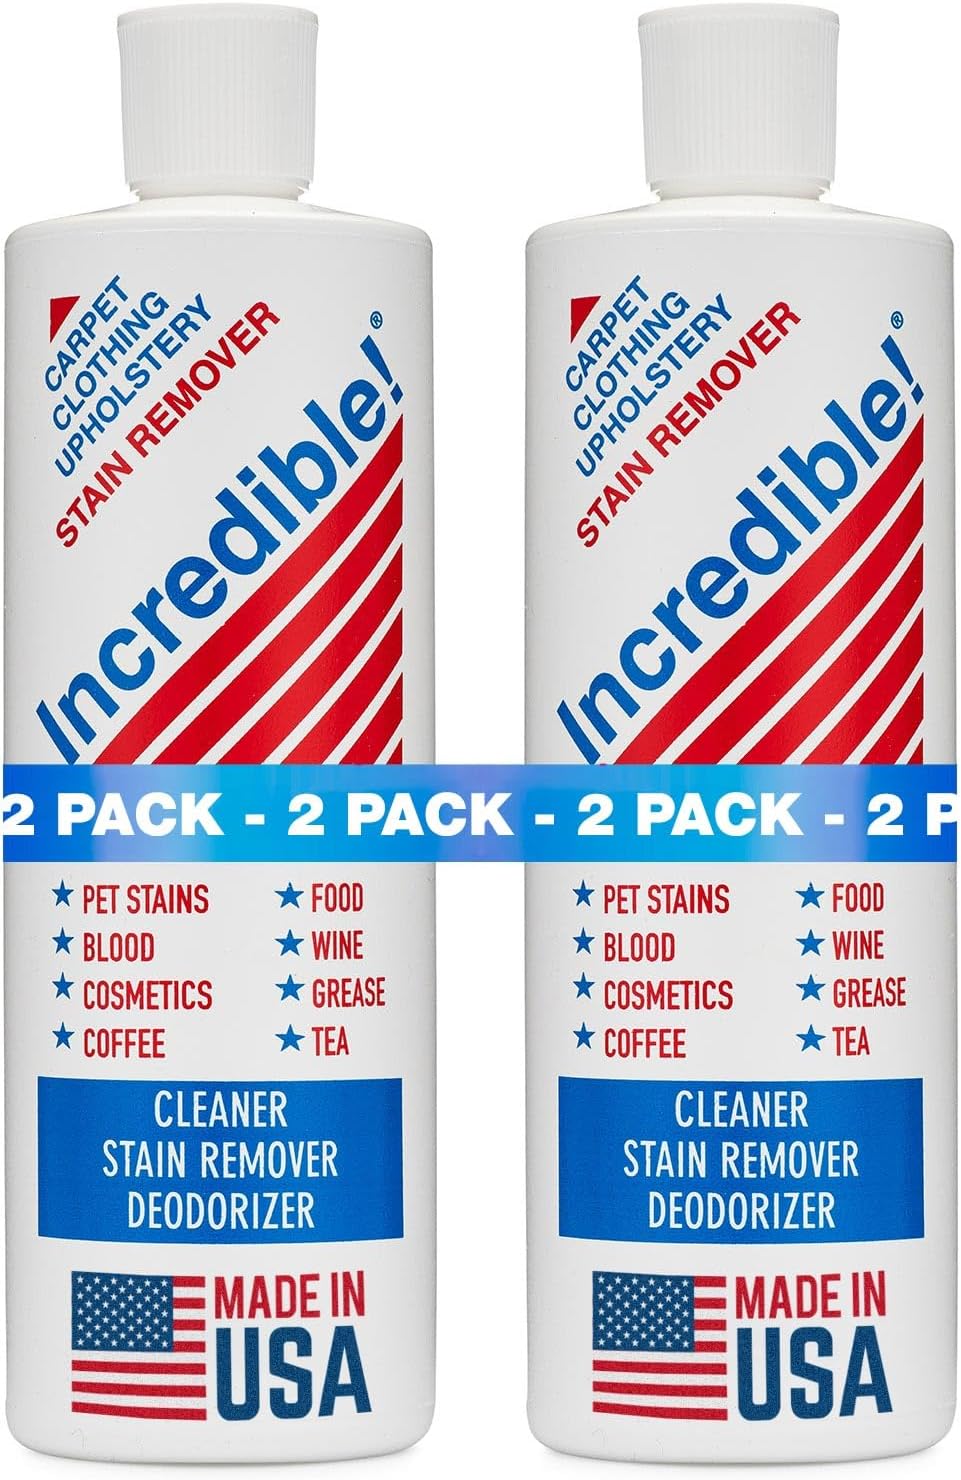 CARPET
CLOTHING
UPHOLSTERY
STAIN REMOVER
Incredible!®
CARPET
CLOTHING
UPHOLSTERY
STAIN REMOVER
Incredible!®
2 PACK - 2 PACK - 2 PACK - 2 P
★ PET STAINS ★ FOOD
★ BLOOD ★ WINE
★ COSMETICS ★ GREASE
★ COFFEE ★ TEA
CLEANER
STAIN REMOVER
DEODORIZER
MADE IN
USA
★ PET STAINS ★ FOOD
★ BLOOD ★ WINE
★ COSMETICS ★ GREASE
★ COFFEE ★ TEA
CLEANER
STAIN REMOVER
DEODORIZER
MADE IN
USA